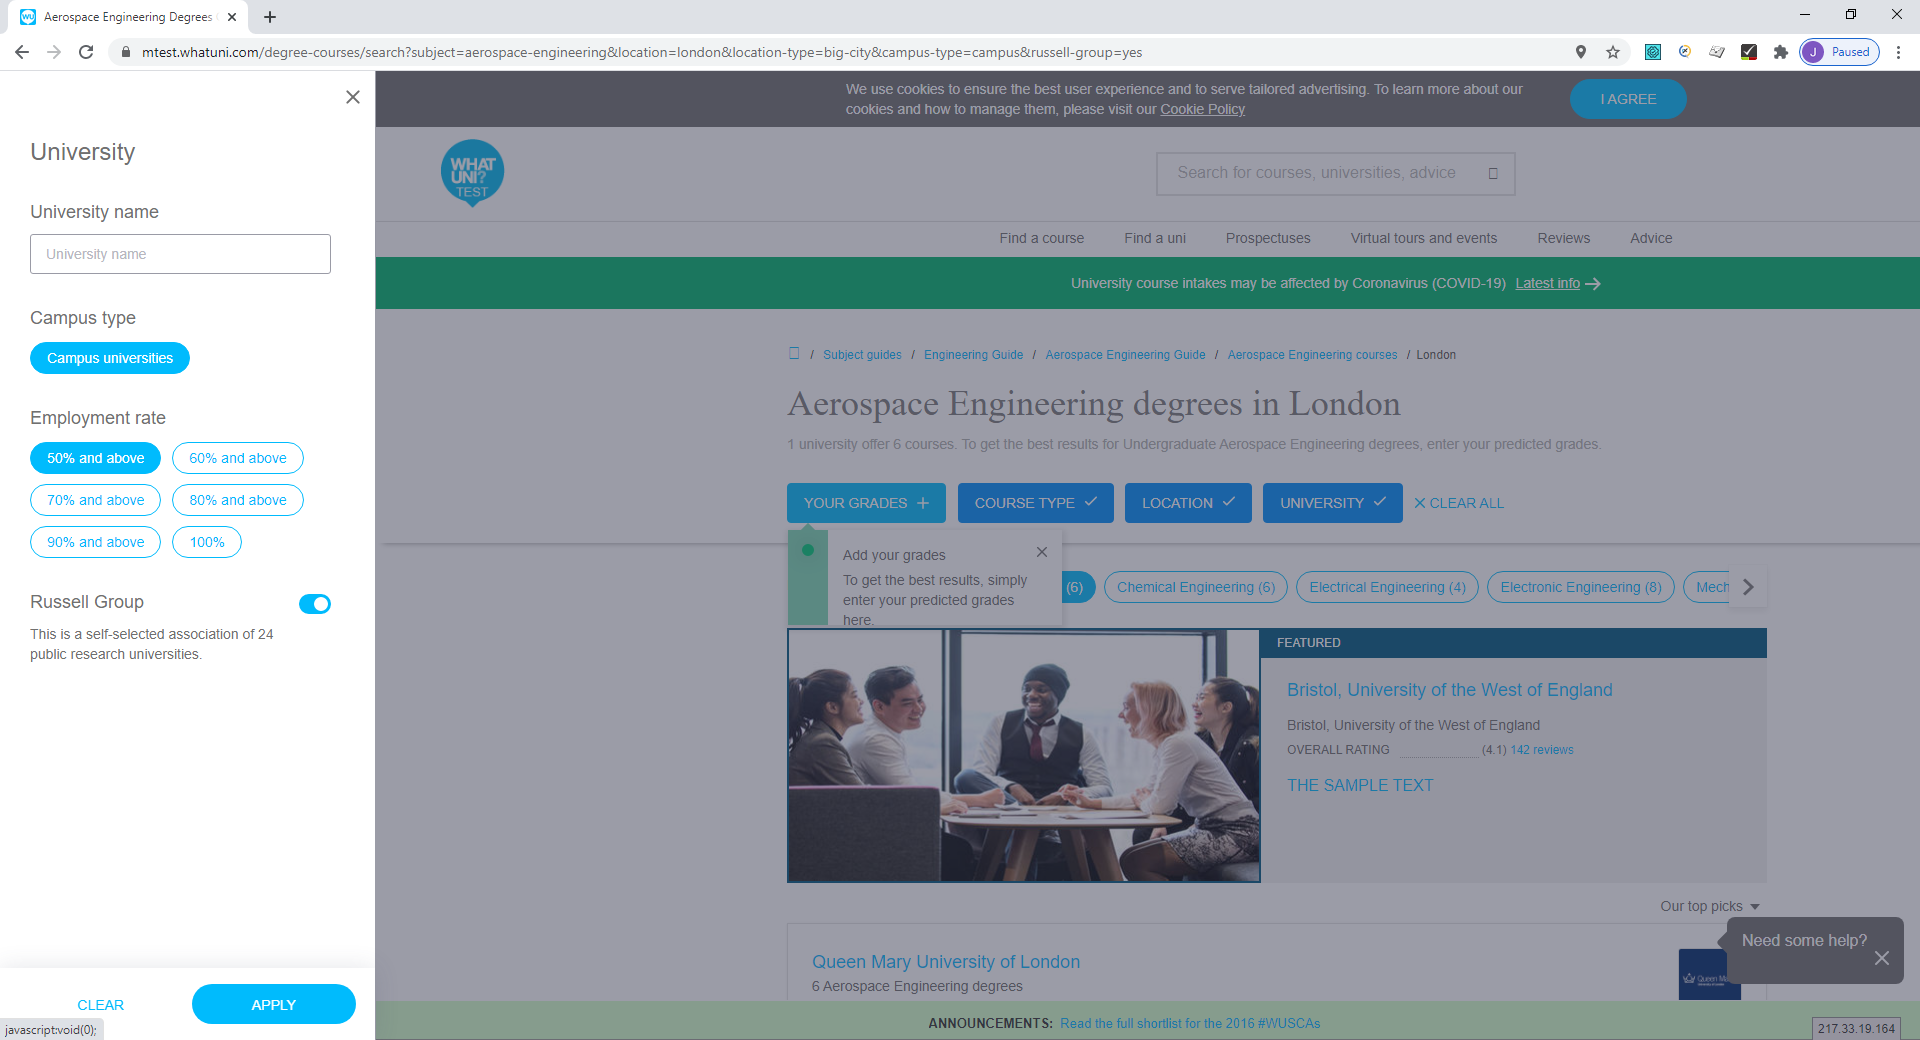 Aerospace Engineering Degrees
mtest.whatuni.com/degree-courses/search?subject=aerospace-engineering&location=london&location-type=big-city&campus-type=campus&russell-group=yes
J Paused
University
University name
University name
Campus type
Campus universities
Employment rate
50% and above
60% and above
70% and above
80% and above
90% and above
100%
Russell Group
This is a self-selected association of 24
public research universities.
CLEAR
APPLY
javascript:void(0);
We use cookies to ensure the best user experience and to serve tailored advertising. To learn more about our
cookies and how to manage them, please visit our Cookie Policy
I AGREE
WHAT
UNI?
TEST
Search for courses, universities, advice
Find a course
Find a uni
Prospectuses
Virtual tours and events
Reviews
Advice
University course intakes may be affected by Coronavirus (COVID-19) Latest info
/ Subject guides / Engineering Guide / Aerospace Engineering Guide / Aerospace Engineering courses / London
Aerospace Engineering degrees in London
1 university offer 6 courses. To get the best results for Undergraduate Aerospace Engineering degrees, enter your predicted grades.
YOUR GRADES
COURSE TYPE
LOCATION
UNIVERSITY
CLEAR ALL
Add your grades
To get the best results, simply
enter your predicted grades
here.
(6)
Chemical Engineering (6)
Electrical Engineering (4)
Electronic Engineering (8)
Mech
FEATURED
Bristol, University of the West of England
Bristol, University of the West of England
OVERALL RATING (4.1) 142 reviews
THE SAMPLE TEXT
Our top picks
Queen Mary University of London
6 Aerospace Engineering degrees
Need some help?
ANNOUNCEMENTS: Read the full shortlist for the 2016 #WUSCAs
217.33.19.164